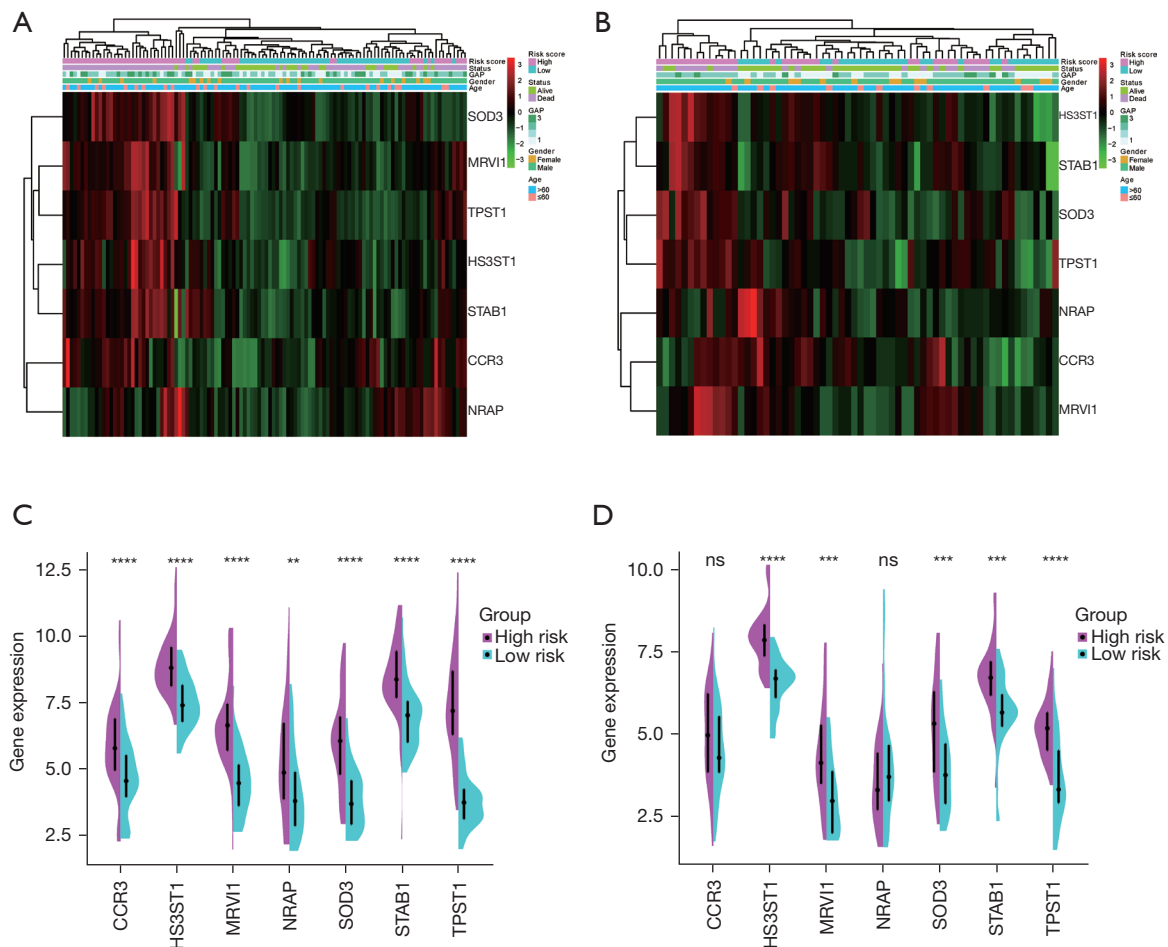 A
Risk score
Status
GAP
Gender
Age
SOD3
MRVI1
TPST1
HS3ST1
STAB1
CCR3
NRAP
3
2
1
0
−1
−2
−3
Risk score
High
Low
Status
Alive
Dead
GAP
3
1
Gender
Female
Male
Age
>60
≤60
B
Risk score
Status
GAP
Gender
Age
HS3ST1
STAB1
SOD3
TPST1
NRAP
CCR3
MRVI1
3
2
1
0
−1
−2
−3
Risk score
High
Low
Status
Alive
Dead
GAP
3
1
Gender
Female
Male
Age
>60
≤60
C
Gene expression
12.5
10.0
7.5
5.0
2.5
**** **** **** ** **** **** ****
Group
High risk
Low risk
CCR3
HS3ST1
MRVI1
NRAP
SOD3
STAB1
TPST1
D
Gene expression
10.0
7.5
5.0
2.5
ns **** *** ns *** *** ****
Group
High risk
Low risk
CCR3
HS3ST1
MRVI1
NRAP
SOD3
STAB1
TPST1